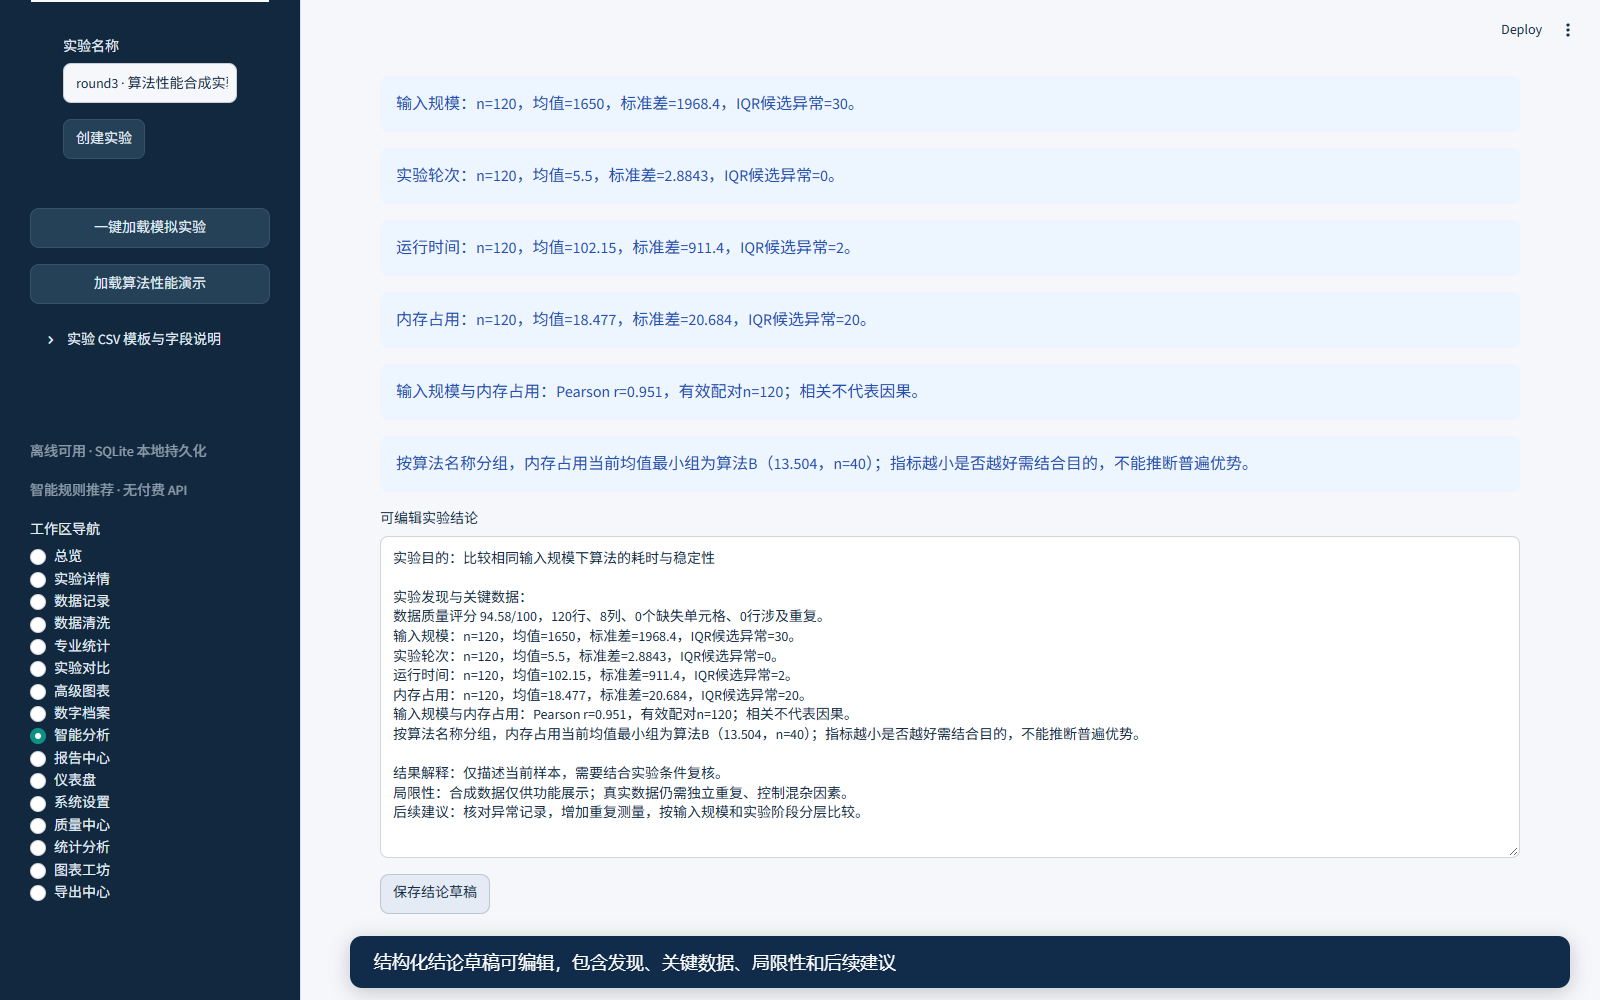 实验名称
round3 · 算法性能合成实
创建实验
一键加载模拟实验
加载算法性能演示
实验 CSV 模板与字段说明
离线可用 · SQLite 本地持久化
智能规则推荐 · 无付费 API
工作区导航
总览
实验详情
数据记录
数据清洗
专业统计
实验对比
高级图表
数字档案
智能分析
报告中心
仪表盘
系统设置
质量中心
统计分析
图表工坊
导出中心
Deploy
输入规模：n=120，均值=1650，标准差=1968.4，IQR候选异常=30。
实验轮次：n=120，均值=5.5，标准差=2.8843，IQR候选异常=0。
运行时间：n=120，均值=102.15，标准差=911.4，IQR候选异常=2。
内存占用：n=120，均值=18.477，标准差=20.684，IQR候选异常=20。
输入规模与内存占用：Pearson r=0.951，有效配对n=120；相关不代表因果。
按算法名称分组，内存占用当前均值最小组为算法B（13.504，n=40）；指标越小是否越好需结合目的，不能推断普遍优势。
可编辑实验结论
实验目的：比较相同输入规模下算法的耗时与稳定性
实验发现与关键数据：
数据质量评分 94.58/100，120行、8列、0个缺失单元格、0行涉及重复。
输入规模：n=120，均值=1650，标准差=1968.4，IQR候选异常=30。
实验轮次：n=120，均值=5.5，标准差=2.8843，IQR候选异常=0。
运行时间：n=120，均值=102.15，标准差=911.4，IQR候选异常=2。
内存占用：n=120，均值=18.477，标准差=20.684，IQR候选异常=20。
输入规模与内存占用：Pearson r=0.951，有效配对n=120；相关不代表因果。
按算法名称分组，内存占用当前均值最小组为算法B（13.504，n=40）；指标越小是否越好需结合目的，不能推断普遍优势。
结果解释：仅描述当前样本，需要结合实验条件复核。
局限性：合成数据仅供功能展示；真实数据仍需独立重复、控制混杂因素。
后续建议：核对异常记录，增加重复测量，按输入规模和实验阶段分层比较。
保存结论草稿
结构化结论草稿可编辑，包含发现、关键数据、局限性和后续建议